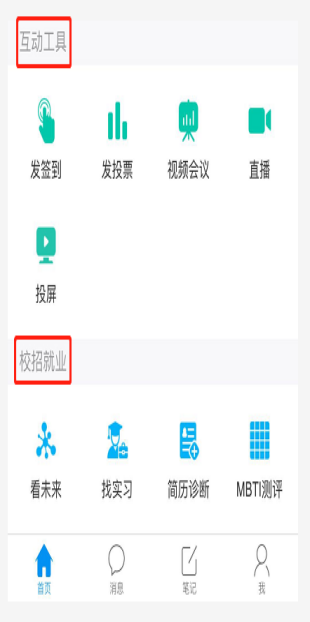 互动工具
发签到 发投票 视频会议 直播
投屏
校招就业
看未来 找实习 简历诊断 MBTI测评
首页 消息 笔记 我